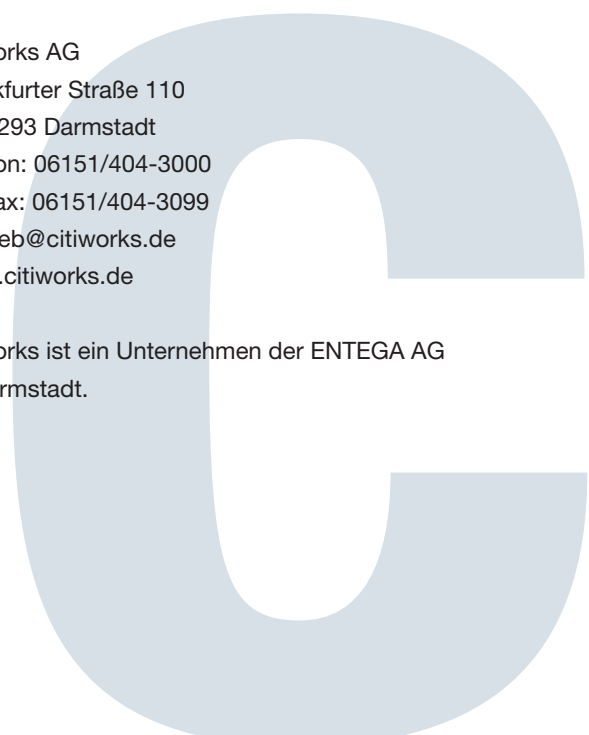 orks AG
kfurter Straße 110
293 Darmstadt
on: 06151/404-3000
ax: 06151/404-3099
eb@citiworks.de
.citiworks.de
orks ist ein Unternehmen der ENTEGA AG
rmstadt.